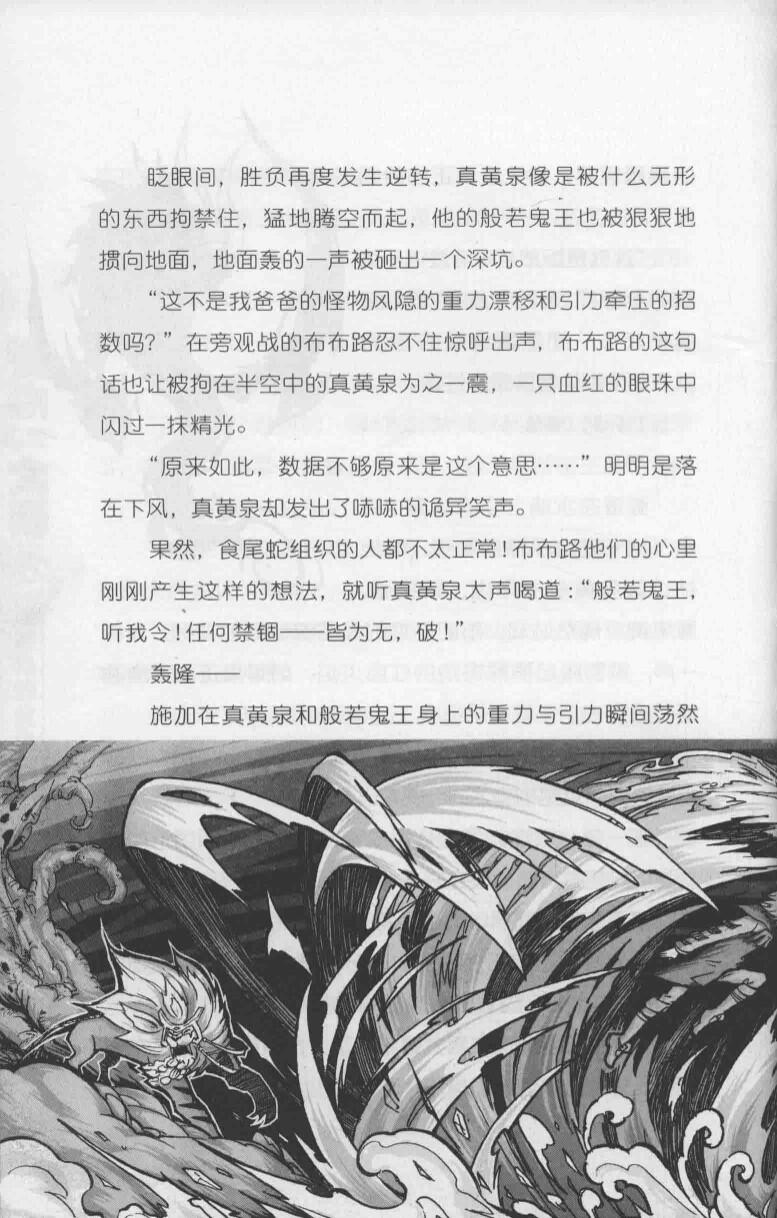 眨眼间，胜负再度发生逆转，真黄泉像是被什么无形
的东西拘禁住，猛地腾空而起，他的般若鬼王也被狠狠地
掼向地面，地面轰的一声被砸出一个深坑。
“这不是我爸爸的怪物风隐的重力漂移和引力牵压的招
数吗？”在旁观战的布布路忍不住惊呼出声，布布路的这句
话也让被拘在半空中的真黄泉为之一震，一只血红的眼珠中
闪过一抹精光。
“原来如此，数据不够原来是这个意思……”明明是落
在下风，真黄泉却发出了哧哧的诡异笑声。
果然，食尾蛇组织的人都不太正常！布布路他们的心里
刚刚产生这样的想法，就听真黄泉大声喝道：“般若鬼王，
听我令！任何禁锢——皆为无，破！”
轰隆——
施加在真黄泉和般若鬼王身上的重力与引力瞬间荡然